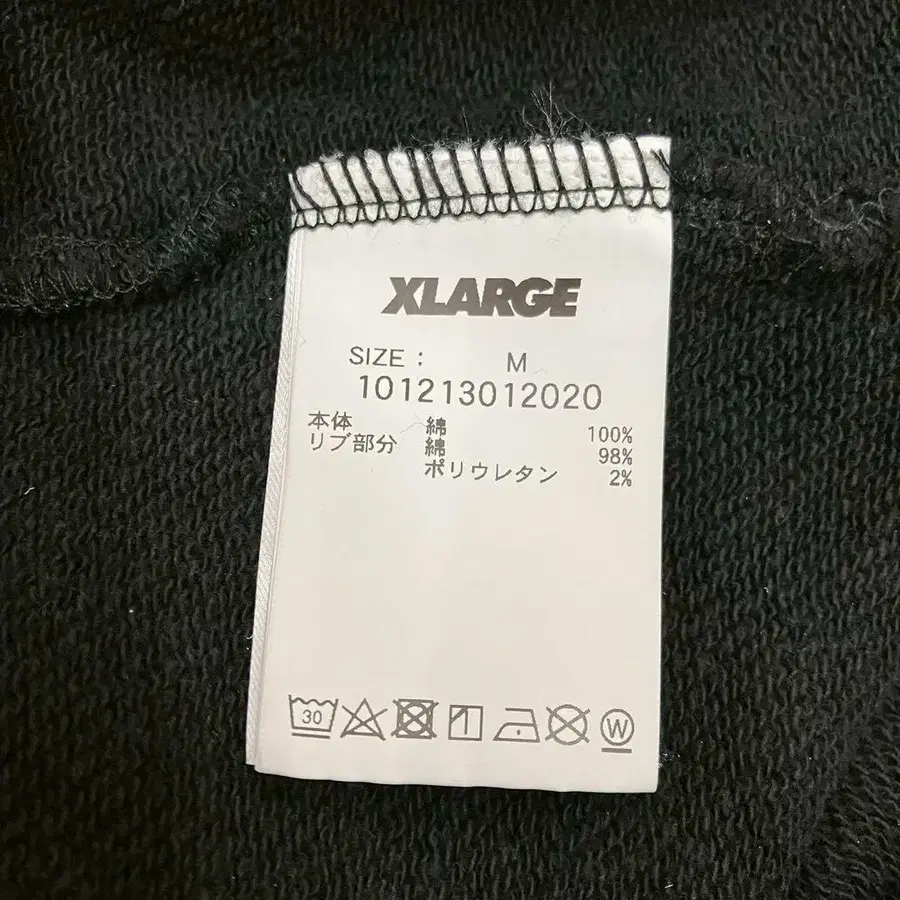 XLARGE
SIZE : M
101213012020
本体 綿 100%
リブ部分 綿 98%
ポリウレタン 2%
30 W